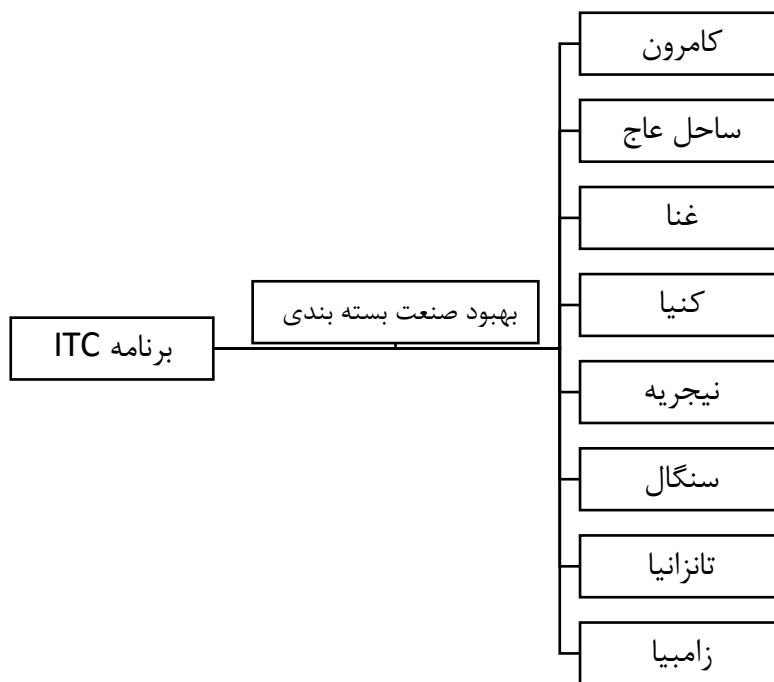 کامرون
ساحل عاج
غنا
کنیا
بهبود صنعت بسته بندی
برنامه ITC
نیجریه
سنگال
تانزانیا
زامبیا